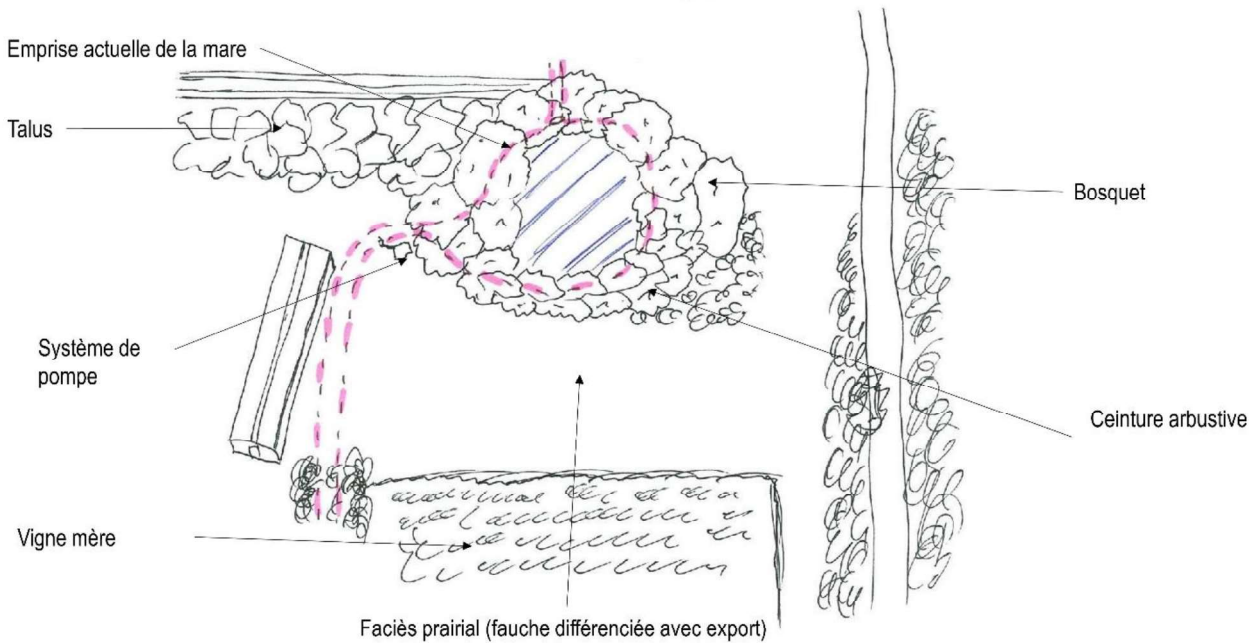 Emprise actuelle de la mare
Talus
Bosquet
Système de
pompe
Ceinture arbustive
Vigne mère
Faciès prairial (fauche différenciée avec export)